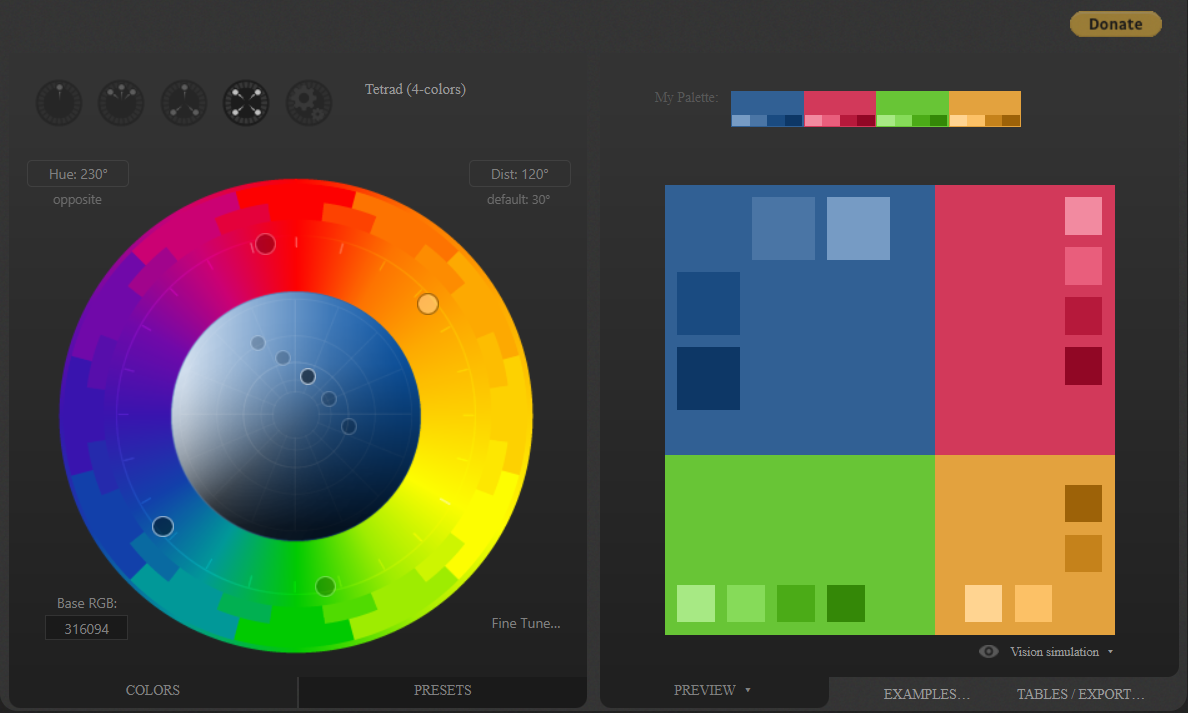 Donate
Tetrad (4-colors)
My Palette:
Hue: 230°
opposite
Dist: 120°
default: 30°
Base RGB:
316094
Fine Tune...
Vision simulation
COLORS
PRESETS
PREVIEW
EXAMPLES...
TABLES / EXPORT...